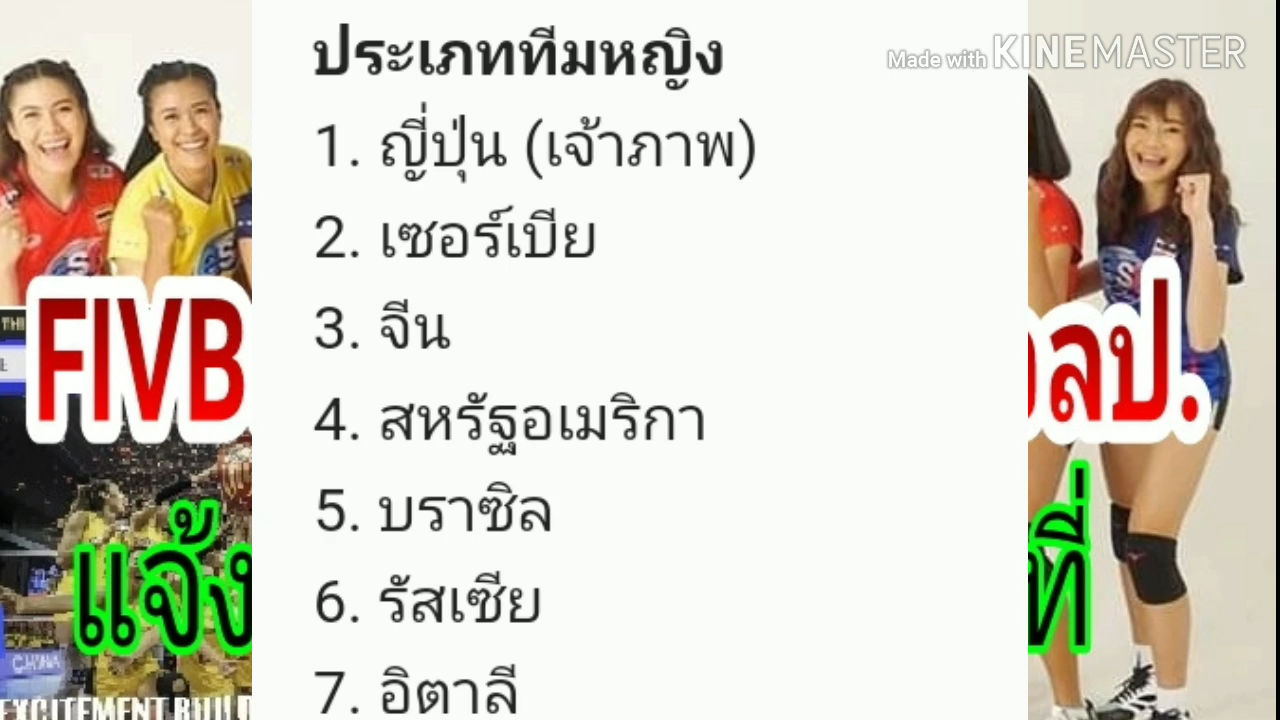 ประเภททีมหญิง
1. ญี่ปุ่น (เจ้าภาพ)
2. เซอร์เบีย
3. จีน
4. สหรัฐอเมริกา
5. บราซิล
6. รัสเซีย
7. อิตาลี
Made with KINEMASTER
FIVB
ลป.
แจ้ง
ที่
CHINA
EXCITEMENT BUILD